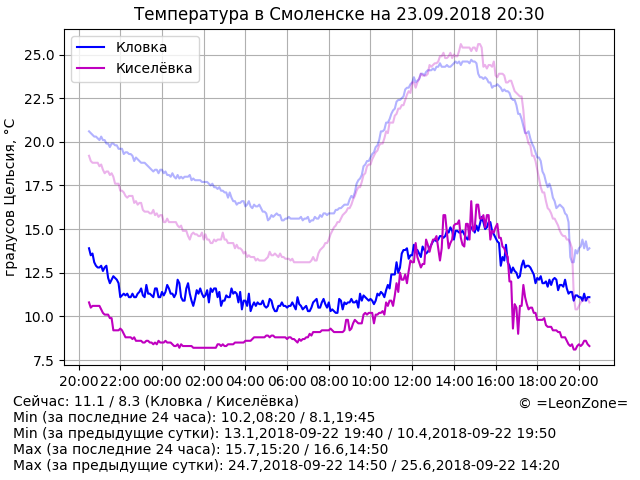 Температура в Смоленске на 23.09.2018 20:30
градусов Цельсия, °C
Кловка
Киселёвка
25.0
22.5
20.0
17.5
15.0
12.5
10.0
7.5
20:00 22:00 00:00 02:00 04:00 06:00 08:00 10:00 12:00 14:00 16:00 18:00 20:00
Сейчас: 11.1 / 8.3 (Кловка / Киселёвка)
© =LeonZone=
Min (за последние 24 часа): 10.2,08:20 / 8.1,19:45
Min (за предыдущие сутки): 13.1,2018-09-22 19:40 / 10.4,2018-09-22 19:50
Max (за последние 24 часа): 15.7,15:20 / 16.6,14:50
Max (за предыдущие сутки): 24.7,2018-09-22 14:50 / 25.6,2018-09-22 14:20